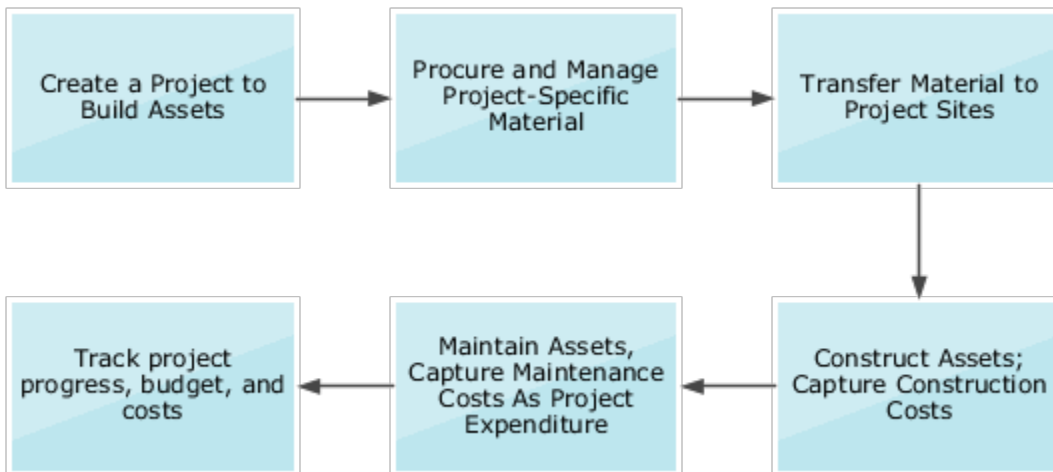 Create a Project to
Build Assets
Procure and Manage
Project-Specific
Material
Transfer Material to
Project Sites
Construct Assets;
Capture Construction
Costs
Maintain Assets,
Capture Maintenance
Costs As Project
Expenditure
Track project
progress, budget, and
costs